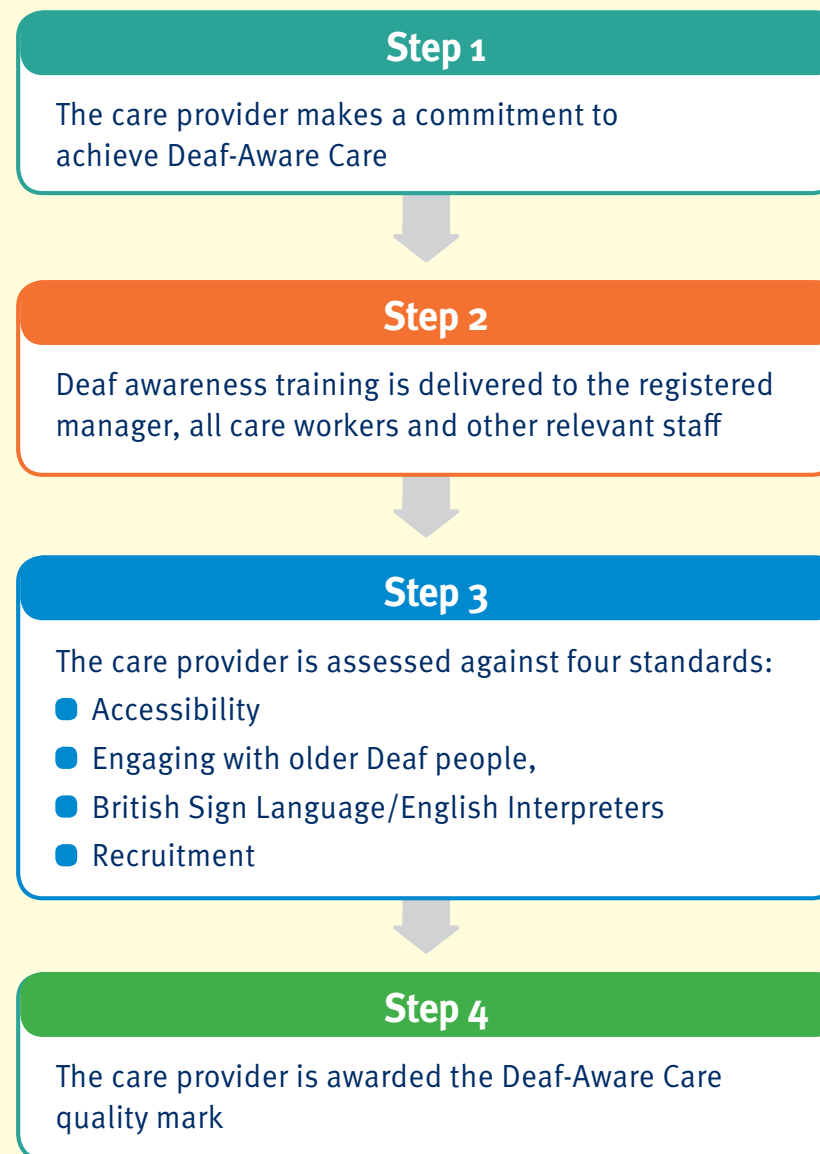 Step 1
The care provider makes a commitment to
achieve Deaf-Aware Care
Step 2
Deaf awareness training is delivered to the registered
manager, all care workers and other relevant staff
Step 3
The care provider is assessed against four standards:
Accessibility
Engaging with older Deaf people,
British Sign Language/English Interpreters
Recruitment
Step 4
The care provider is awarded the Deaf-Aware Care
quality mark